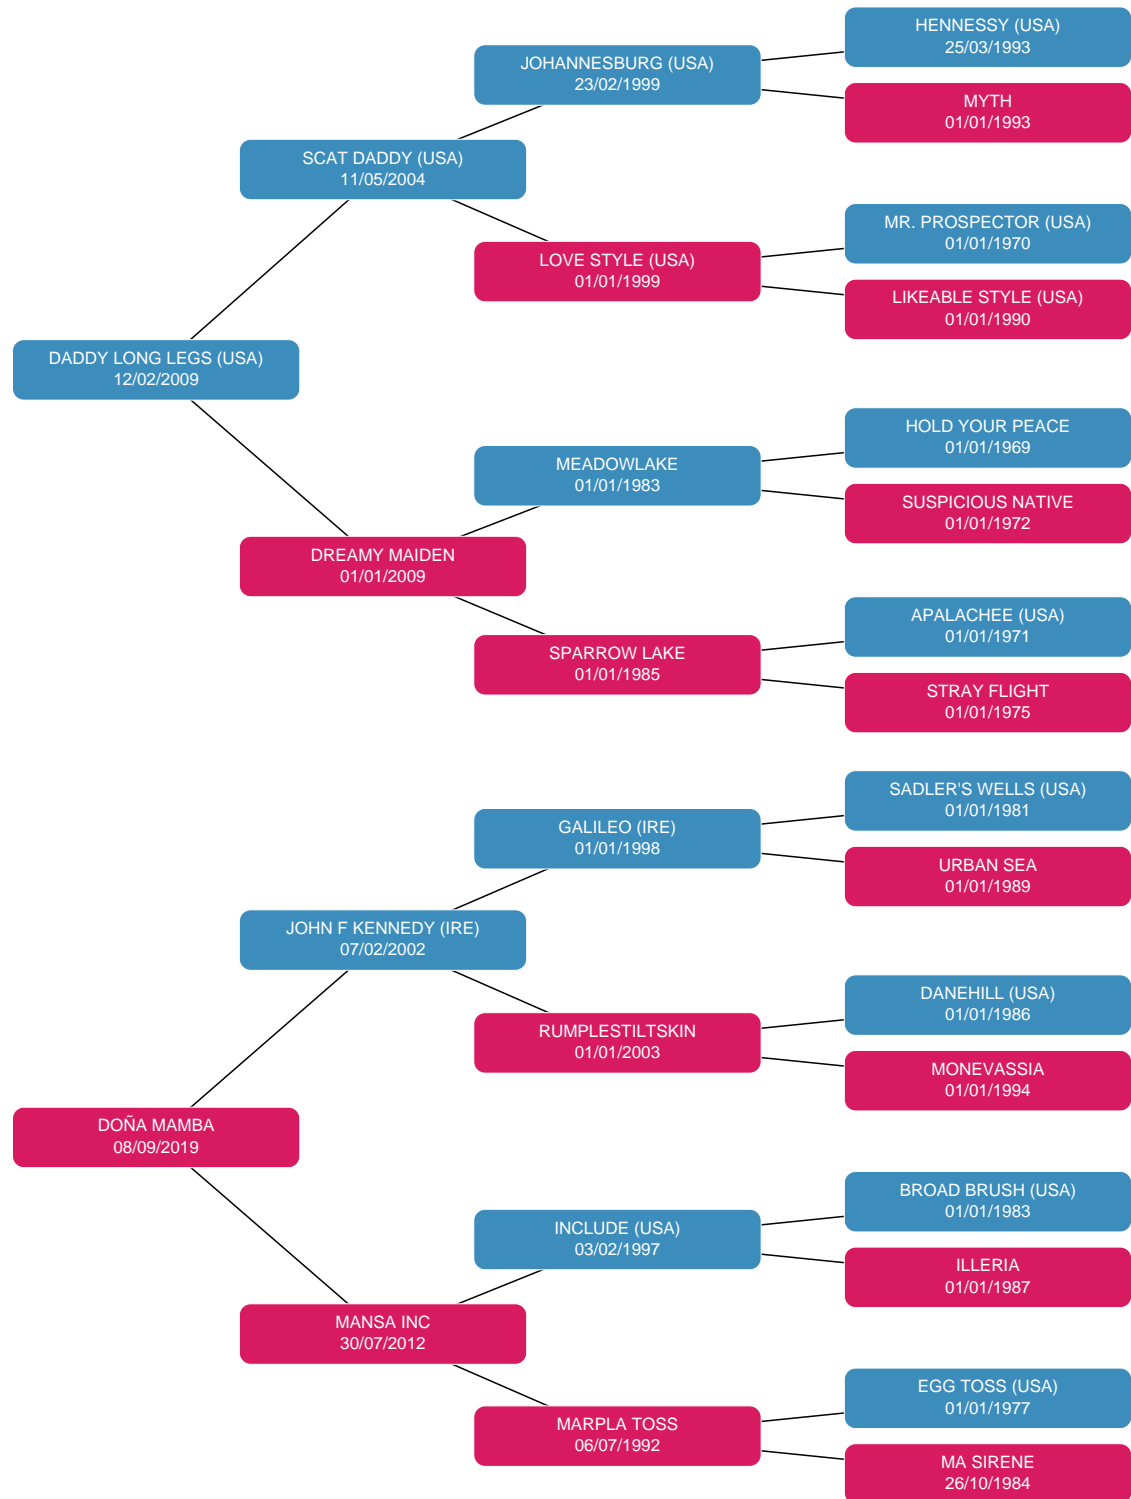 HENNESSY (USA)
25/03/1993
JOHANNESBURG (USA)
23/02/1999
MYTH
01/01/1993
SCAT DADDY (USA)
11/05/2004
MR. PROSPECTOR (USA)
01/01/1970
LOVE STYLE (USA)
01/01/1999
LIKEABLE STYLE (USA)
01/01/1990
DADDY LONG LEGS (USA)
12/02/2009
HOLD YOUR PEACE
01/01/1969
MEADOWLAKE
01/01/1983
SUSPICIOUS NATIVE
01/01/1972
DREAMY MAIDEN
01/01/2009
APALACHEE (USA)
01/01/1971
SPARROW LAKE
01/01/1985
STRAY FLIGHT
01/01/1975
SADLER'S WELLS (USA)
01/01/1981
GALILEO (IRE)
01/01/1998
URBAN SEA
01/01/1989
JOHN F KENNEDY (IRE)
07/02/2002
DANEHILL (USA)
01/01/1986
RUMPLESTILTSKIN
01/01/2003
MONEVASSIA
01/01/1994
DOÑA MAMBA
08/09/2019
BROAD BRUSH (USA)
01/01/1983
INCLUDE (USA)
03/02/1997
ILLERIA
01/01/1987
MANSA INC
30/07/2012
EGG TOSS (USA)
01/01/1977
MARPLA TOSS
06/07/1992
MA SIRENE
26/10/1984